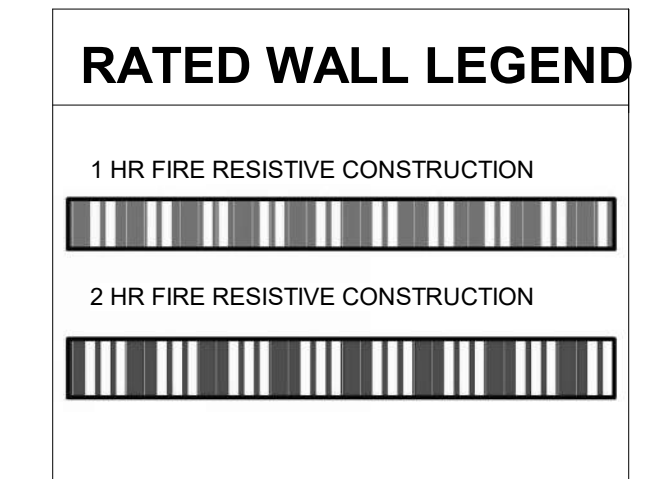 RATED WALL LEGEND
1 HR FIRE RESISTIVE CONSTRUCTION
2 HR FIRE RESISTIVE CONSTRUCTION